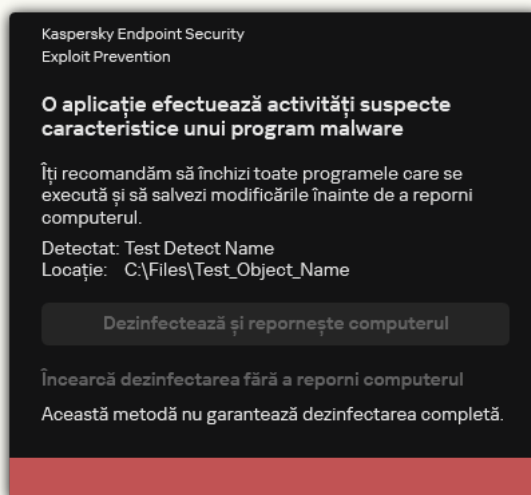 Kaspersky Endpoint Security
Exploit Prevention
O aplicație efectuează activități suspecte
caracteristice unui program malware
Îți recomandăm să închizi toate programele care se
execută și să salvezi modificările înainte de a reporni
computerul.
Detectat: Test Detect Name
Locație: C:\Files\Test_Object_Name
Dezinfectează și repornește computerul
Încearcă dezinfectarea fără a reporni computerul
Această metodă nu garantează dezinfectarea completă.